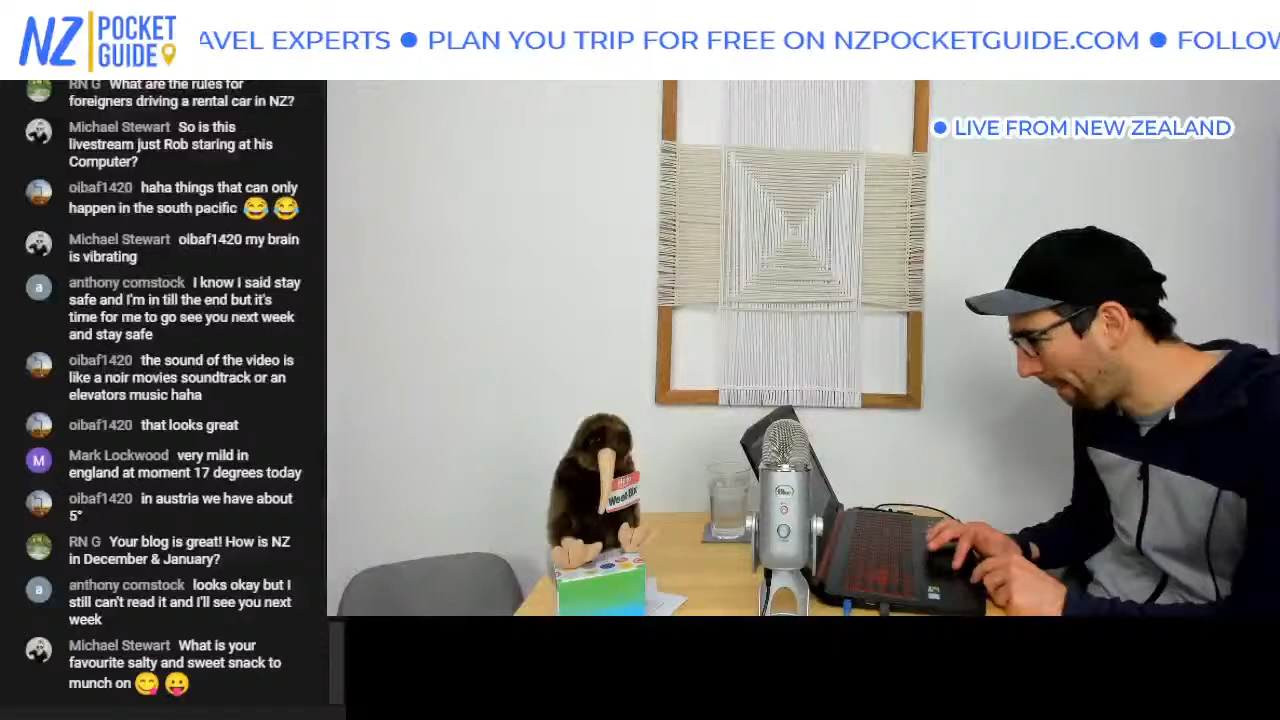 NZ POCKET GUIDE
AVEL EXPERTS ● PLAN YOU TRIP FOR FREE ON NZPOCKETGUIDE.COM ● FOLLOW
● LIVE FROM NEW ZEALAND
RN G What are the rules for
foreigners driving a rental car in NZ?
Michael Stewart So is this
livestream just Rob staring at his
Computer?
oibaf1420 haha things that can only
happen in the south pacific 😂 😂
Michael Stewart oibaf1420 my brain
is vibrating
a
anthony comstock I know I said stay
safe and I'm in till the end but it's
time for me to go see you next week
and stay safe
oibaf1420 the sound of the video is
like a noir movies soundtrack or an
elevators music haha
oibaf1420 that looks great
M
Mark Lockwood very mild in
england at moment 17 degrees today
oibaf1420 in austria we have about
5°
RN G Your blog is great! How is NZ
in December & January?
a
anthony comstock looks okay but I
still can't read it and I'll see you next
week
Michael Stewart What is your
favourite salty and sweet snack to
munch on 😋 😛
Weet-Bix